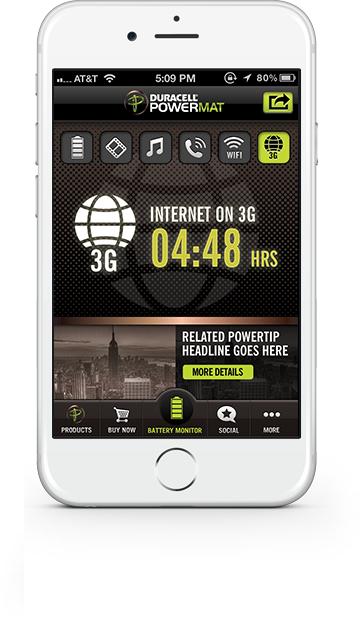 AT&T 5:09 PM 80%
DURACELL
POWERMAT
WIFI 3G
INTERNET ON 3G
04:48 HRS
3G
RELATED POWERTIP
HEADLINE GOES HERE
MORE DETAILS
PRODUCTS BUY NOW BATTERY MONITOR SOCIAL MORE